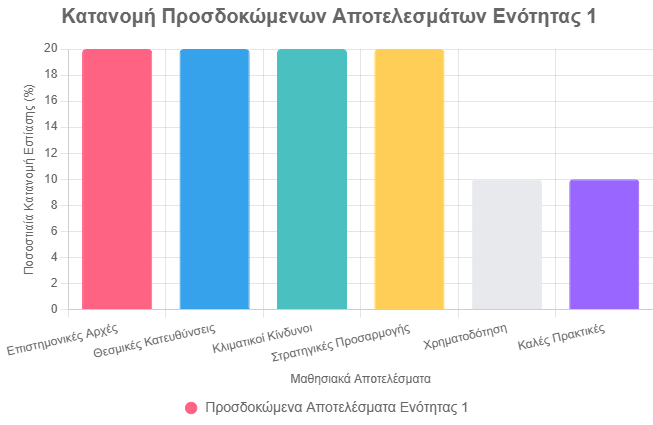 Κατανομή Προσδοκώμενων Αποτελεσμάτων Ενότητας 1
Ποσοστιαία Κατανομή Εστίασης (%)
20
18
16
14
12
10
8
6
4
2
0
Επιστημονικές Αρχές
Θεσμικές Κατευθύνσεις
Κλιματικοί Κίνδυνοι
Στρατηγικές Προσαρμογής
Χρηματοδότηση
Καλές Πρακτικές
Μαθησιακά Αποτελέσματα
Προσδοκώμενα Αποτελέσματα Ενότητας 1